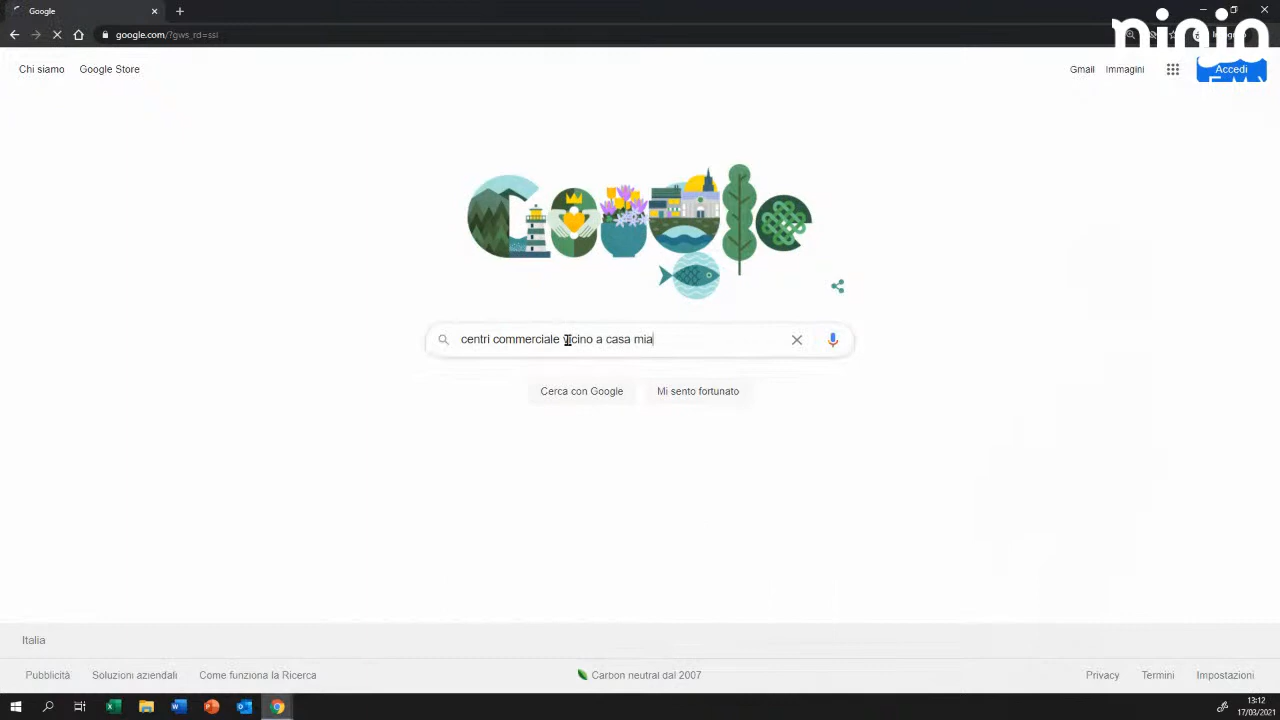 Google
google.com/?gws_rd=ssl
ninjo
Chi siamo
Google Store
Gmail
Immagini
Accedi
Google
centri commerciale vicino a casa mia
Cerca con Google
Mi sento fortunato
Italia
Pubblicità
Soluzioni aziendali
Come funziona la Ricerca
Carbon neutral dal 2007
Privacy
Termini
Impostazioni
13:12
17/03/2021